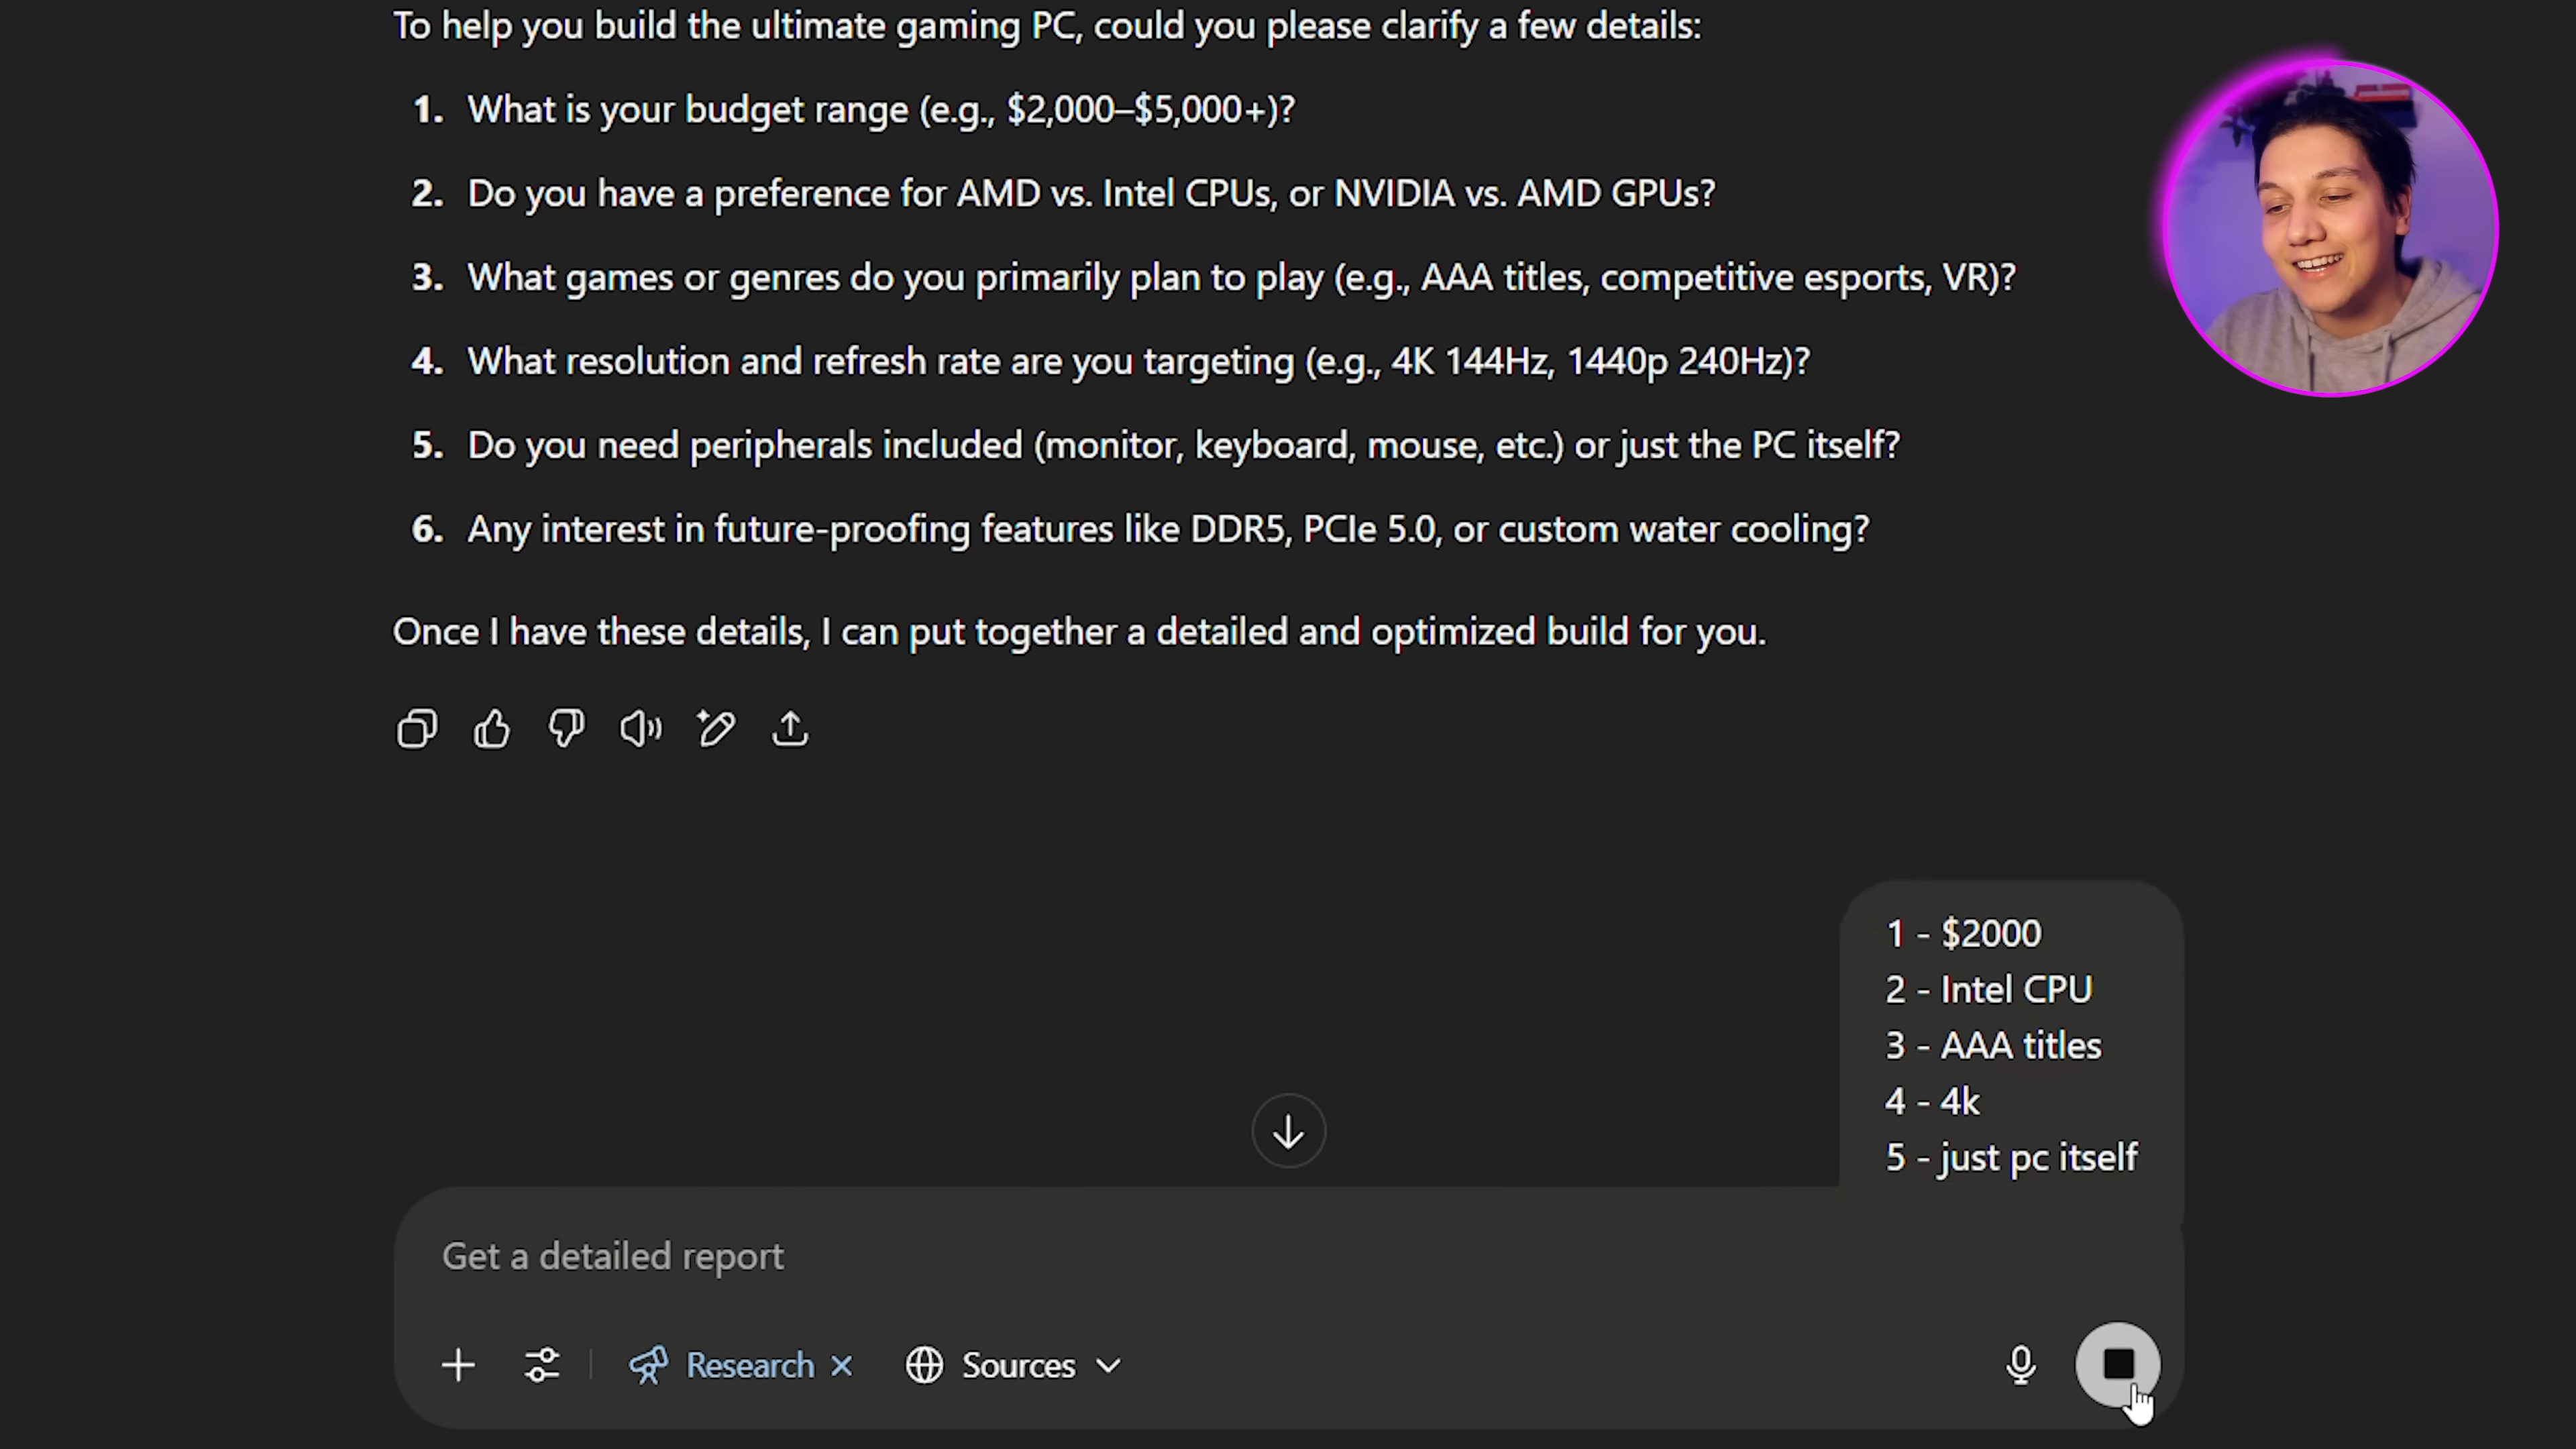 To help you build the ultimate gaming PC, could you please clarify a few details:
1. What is your budget range (e.g., $2,000–$5,000+)?
2. Do you have a preference for AMD vs. Intel CPUs, or NVIDIA vs. AMD GPUs?
3. What games or genres do you primarily plan to play (e.g., AAA titles, competitive esports, VR)?
4. What resolution and refresh rate are you targeting (e.g., 4K 144Hz, 1440p 240Hz)?
5. Do you need peripherals included (monitor, keyboard, mouse, etc.) or just the PC itself?
6. Any interest in future-proofing features like DDR5, PCIe 5.0, or custom water cooling?
Once I have these details, I can put together a detailed and optimized build for you.
1 - $2000
2 - Intel CPU
3 - AAA titles
4 - 4k
5 - just pc itself
Get a detailed report
Research Sources